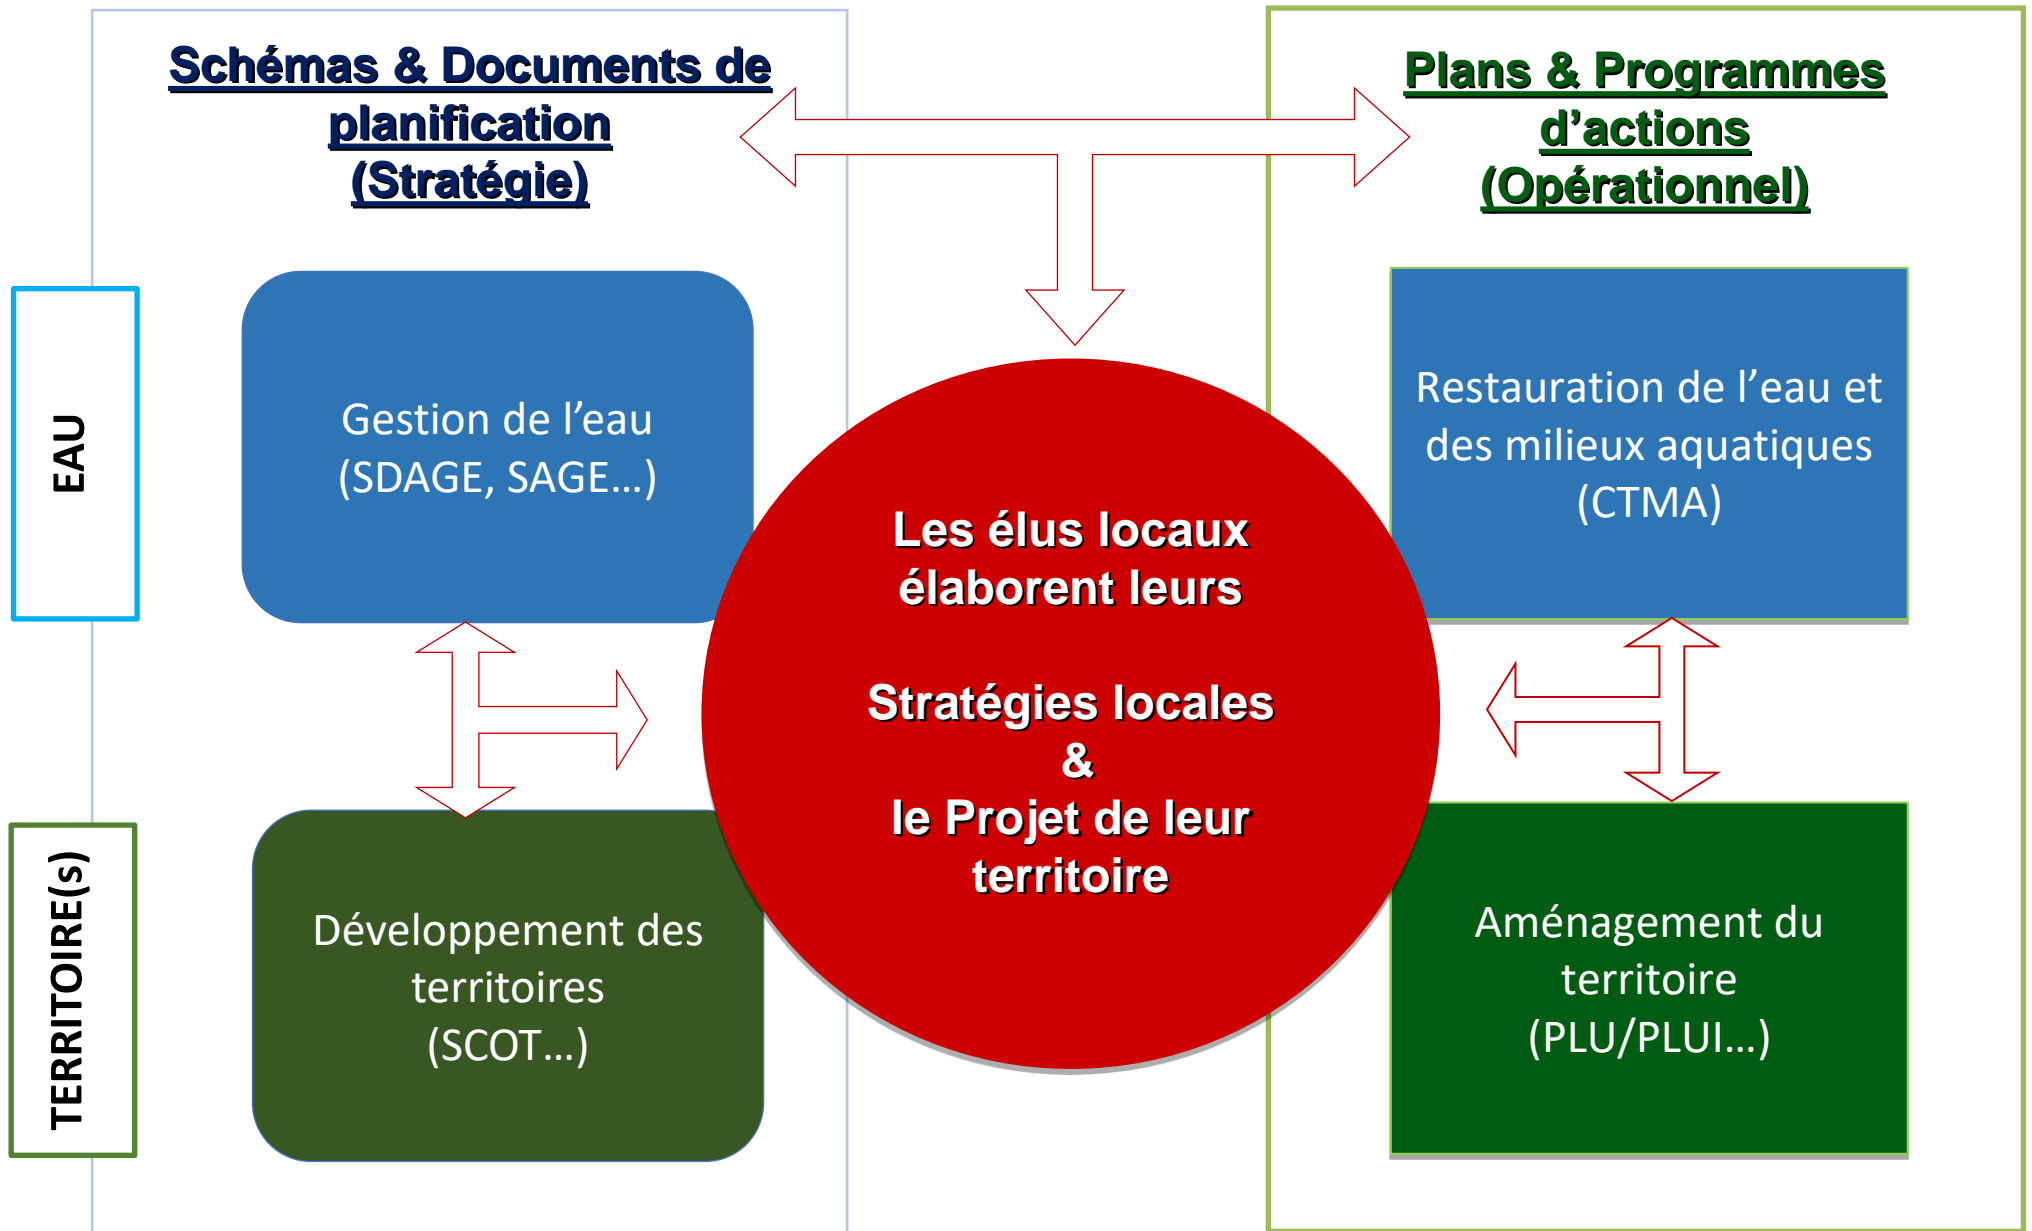 Schémas & Documents de
planification
(Stratégie)
Plans & Programmes
d’actions
(Opérationnel)
EAU
Gestion de l’eau
(SDAGE, SAGE…)
Restauration de l’eau et
des milieux aquatiques
(CTMA)
Les élus locaux
élaborent leurs
Stratégies locales
&
le Projet de leur
territoire
TERRITOIRE(s)
Développement des
territoires
(SCOT…)
Aménagement du
territoire
(PLU/PLUI…)